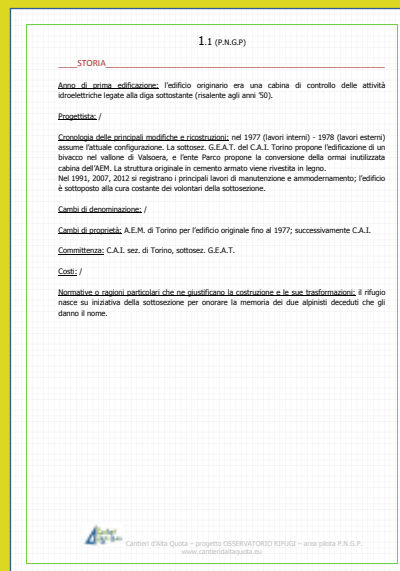 1.1 (P.N.G.P)
____STORIA____
Anno di prima edificazione: l'edificio originario era una cabina di controllo delle attività
idroelettriche legate alla diga sottostante (risalente agli anni '50).
Progettista: /
Cronologia delle principali modifiche e ricostruzioni: nel 1977 (lavori interni) - 1978 (lavori esterni)
assume l'attuale configurazione. La sottosez. G.E.A.T. del C.A.I. Torino propone l'edificazione di un
bivacco nel vallone di Valsoera, e l'ente Parco propone la conversione della ormai inutilizzata
cabina dell'AEM. La struttura originale in cemento armato viene rivestita in legno.
Nel 1991, 2007, 2012 si registrano i principali lavori di manutenzione e ammodernamento; l'edificio
è sottoposto alla cura costante dei volontari della sottosezione.
Cambi di denominazione: /
Cambi di proprietà: A.E.M. di Torino per l'edificio originale fino al 1977; successivamente C.A.I.
Committenza: C.A.I. sez. di Torino, sottosez. G.E.A.T.
Costi: /
Normative o ragioni particolari che ne giustificano la costruzione e le sue trasformazioni: il rifugio
nasce su iniziativa della sottosezione per onorare la memoria dei due alpinisti deceduti che gli
danno il nome.
Cantieri d'Alta Quota – progetto OSSERVATORIO RIFUGI – area pilota P.N.G.P.
www.cantieridaltaquota.eu